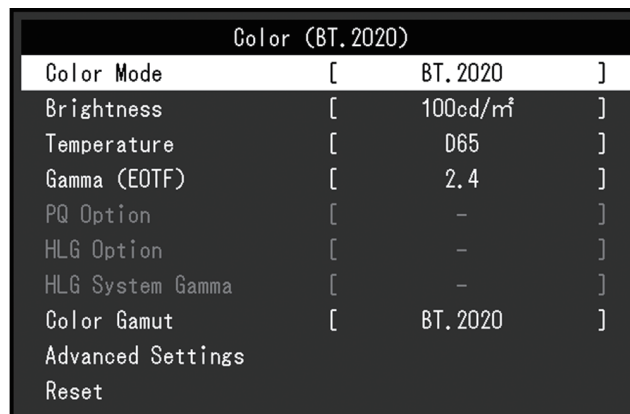 Color (BT.2020)
Color Mode [ BT.2020 ]
Brightness [ 100cd/㎡ ]
Temperature [ D65 ]
Gamma (EOTF) [ 2.4 ]
PQ Option [ – ]
HLG Option [ – ]
HLG System Gamma [ – ]
Color Gamut [ BT.2020 ]
Advanced Settings
Reset